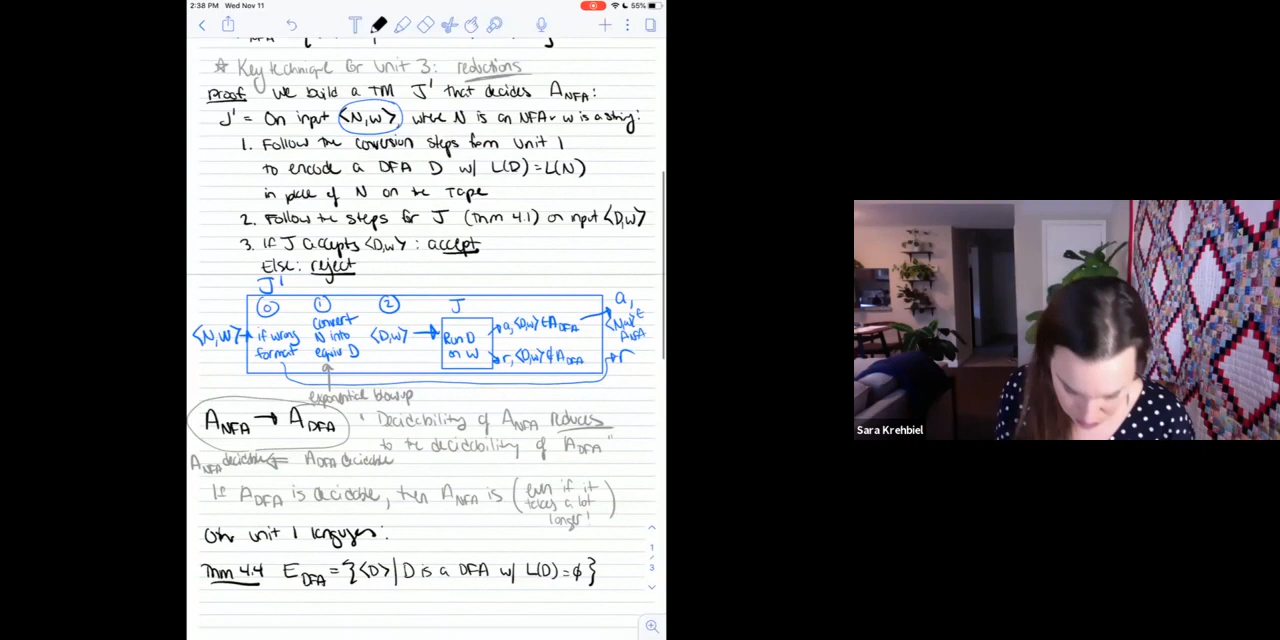 2:38 PM Wed Nov 11
55%
NFA
☆ Key technique for Unit 3: reductions
Proof: We build a TM J' that decides A_NFA:
J' = On input <N,w>, where N is an NFA & w is a string:
1. Follow the conversion steps from Unit 1
to encode a DFA D w/ L(D)=L(N)
in place of N on the Tape
2. Follow the steps for J (Thm 4.1) on input <D,w>
3. If J accepts <D,w>: accept
Else: reject
J'
⓪ ① ② J a,
<N,w> if wrong format
convert N into equiv D
<D,w> Run D on w
a, <D,w> ∈ A_DFA
r, <D,w> ∉ A_DFA
<N,w> ∈ A_NFA
r
exponential blowup
A_NFA → A_DFA "Decidability of A_NFA reduces
to the decidability of A_DFA"
A_NFA decidable ⇐ A_DFA decidable
If A_DFA is decidable, then A_NFA is (even if it takes a lot longer!)
Other unit 1 languages:
Thm 4.4 E_DFA = {<D> | D is a DFA w/ L(D)=∅}
1
/
3
Sara Krehbiel